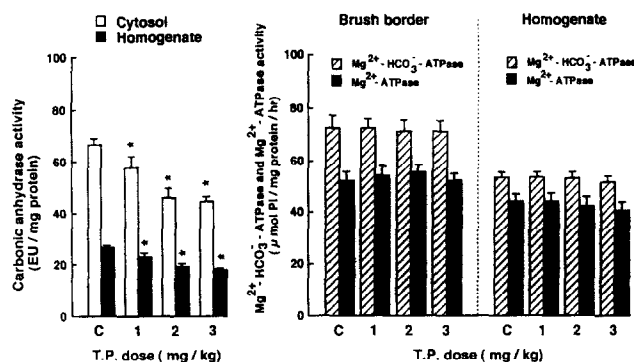 Cytosol
Homogenate
Carbonic anhydrase activity
(EU / mg protein)
100
80
60
40
20
0
* * *
* * *
C 1 2 3
T.P. dose ( mg / kg)
Brush border
Homogenate
Mg²⁺-HCO₃⁻-ATPase
Mg²⁺-ATPase
Mg²⁺-HCO₃⁻-ATPase
Mg²⁺-ATPase
Mg²⁺-HCO₃⁻-ATPase and Mg²⁺-ATPase activity
( μ mol Pi / mg protein / hr)
100
80
60
40
20
0
C 1 2 3 C 1 2 3
T.P. dose ( mg / kg)